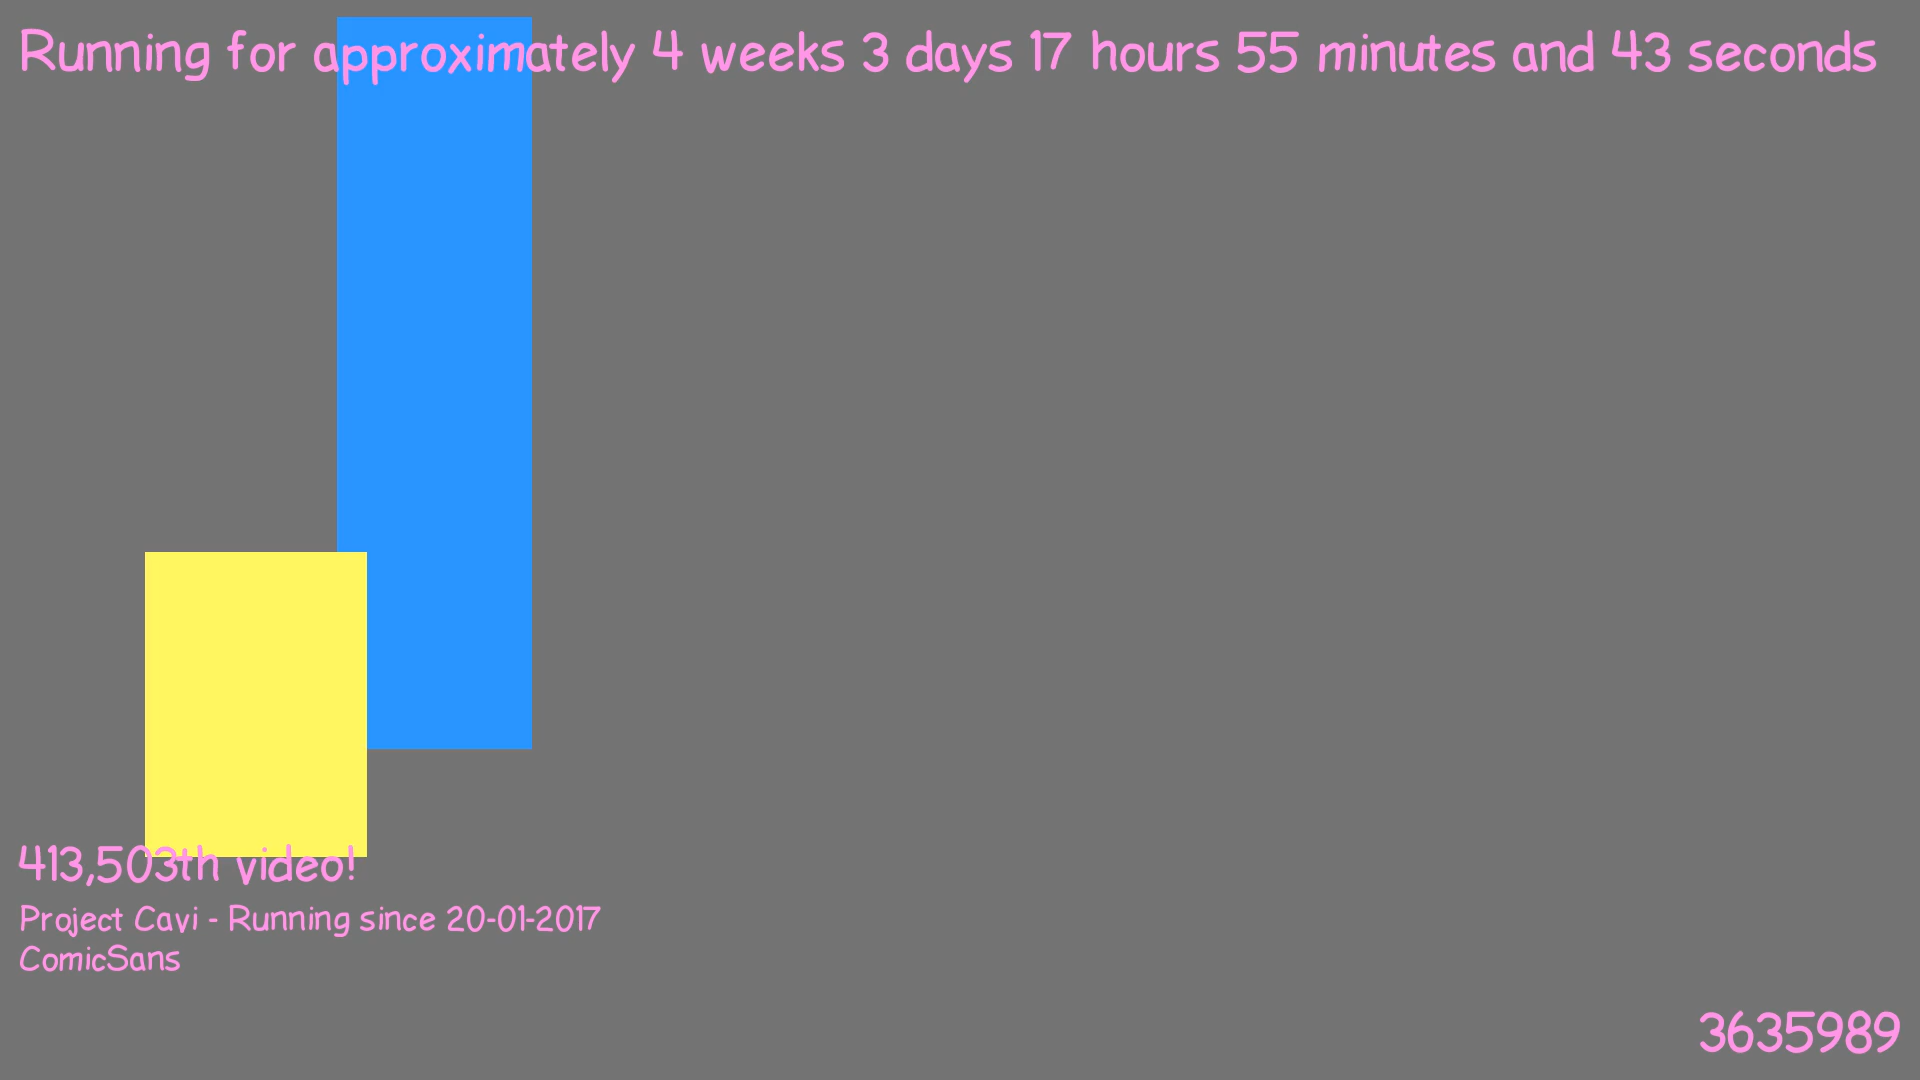 Running for approximately 4 weeks 3 days 17 hours 55 minutes and 43 seconds
413,503th video!
Project Cavi - Running since 20-01-2017
ComicSans
3635989